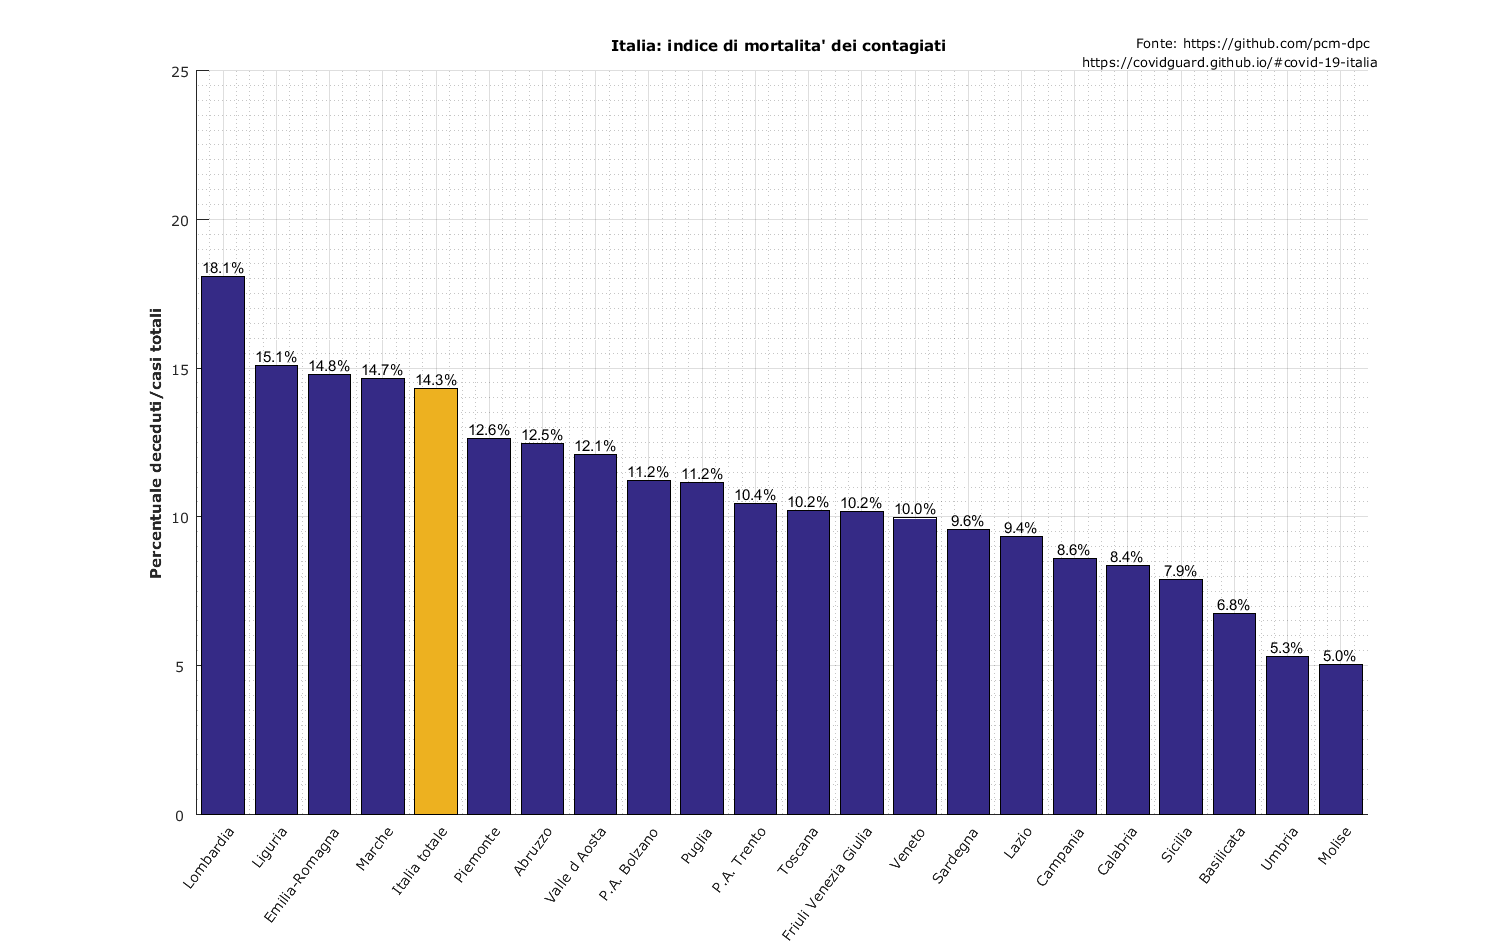 Italia: indice di mortalita' dei contagiati
Fonte: https://github.com/pcm-dpc
https://covidguard.github.io/#covid-19-italia
Percentuale deceduti/casi totali
25
20
15
10
5
0
18.1%
15.1%
14.8%
14.7%
14.3%
12.6%
12.5%
12.1%
11.2%
11.2%
10.4%
10.2%
10.2%
10.0%
9.6%
9.4%
8.6%
8.4%
7.9%
6.8%
5.3%
5.0%
Lombardia
Liguria
Emilia-Romagna
Marche
Italia totale
Piemonte
Abruzzo
Valle d Aosta
P.A. Bolzano
Puglia
P.A. Trento
Toscana
Friuli Venezia Giulia
Veneto
Sardegna
Lazio
Campania
Calabria
Sicilia
Basilicata
Umbria
Molise